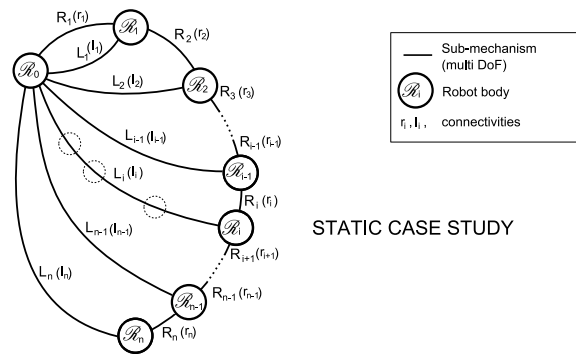 R₁(r₁)
ℛ₁
L₁(l₁)
R₂(r₂)
ℛ₀
L₂(l₂)
ℛ₂
R₃(r₃)
Lᵢ₋₁(lᵢ₋₁)
Rᵢ₋₁(rᵢ₋₁)
ℛᵢ₋₁
Lᵢ(lᵢ)
Rᵢ(rᵢ)
ℛᵢ
Rᵢ₊₁(rᵢ₊₁)
Lₙ₋₁(lₙ₋₁)
ℛₙ₋₁
Rₙ₋₁(rₙ₋₁)
Lₙ(lₙ)
ℛₙ
Rₙ(rₙ)
Sub-mechanism
(multi DoF)
ℛᵢ Robot body
rᵢ, lᵢ, connectivities
STATIC CASE STUDY